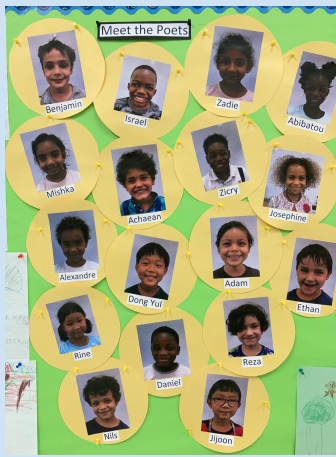 Meet the Poets
Benjamin
Israel
Zadie
Abibatou
Mishka
Achaean
Zicry
Josephine
Alexandre
Dong Yul
Adam
Ethan
Rine
Daniel
Reza
Nils
Jijoon